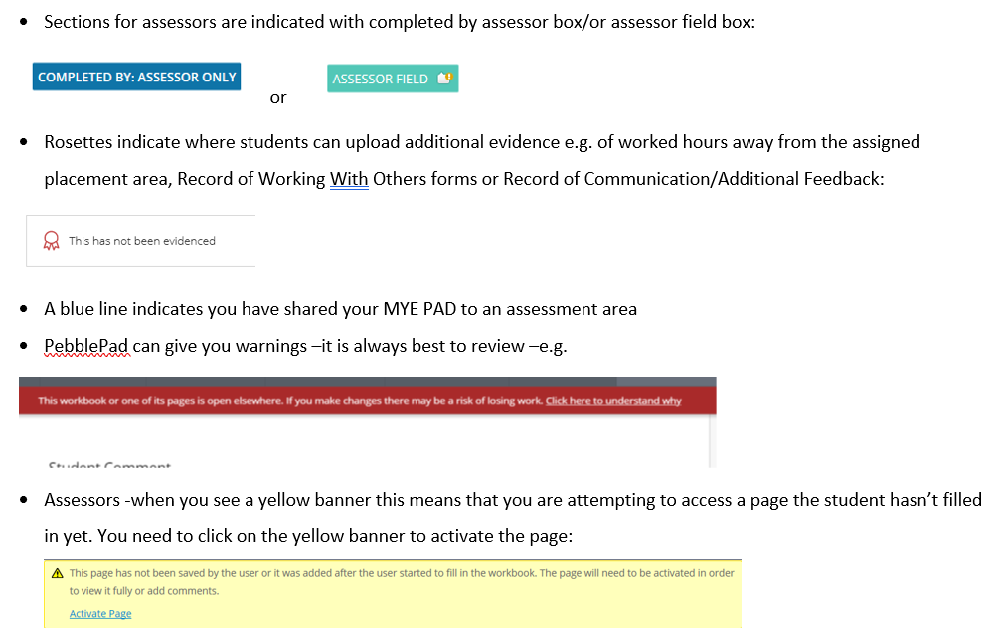 • Sections for assessors are indicated with completed by assessor box/or assessor field box:
COMPLETED BY: ASSESSOR ONLY
or
ASSESSOR FIELD
• Rosettes indicate where students can upload additional evidence e.g. of worked hours away from the assigned
placement area, Record of Working With Others forms or Record of Communication/Additional Feedback:
This has not been evidenced
• A blue line indicates you have shared your MYE PAD to an assessment area
• PebblePad can give you warnings –it is always best to review –e.g.
This workbook or one of its pages is open elsewhere. If you make changes there may be a risk of losing work. Click here to understand why
Student Comment
• Assessors -when you see a yellow banner this means that you are attempting to access a page the student hasn’t filled
in yet. You need to click on the yellow banner to activate the page:
This page has not been saved by the user or it was added after the user started to fill in the workbook. The page will need to be activated in order
to view it fully or add comments.
Activate Page